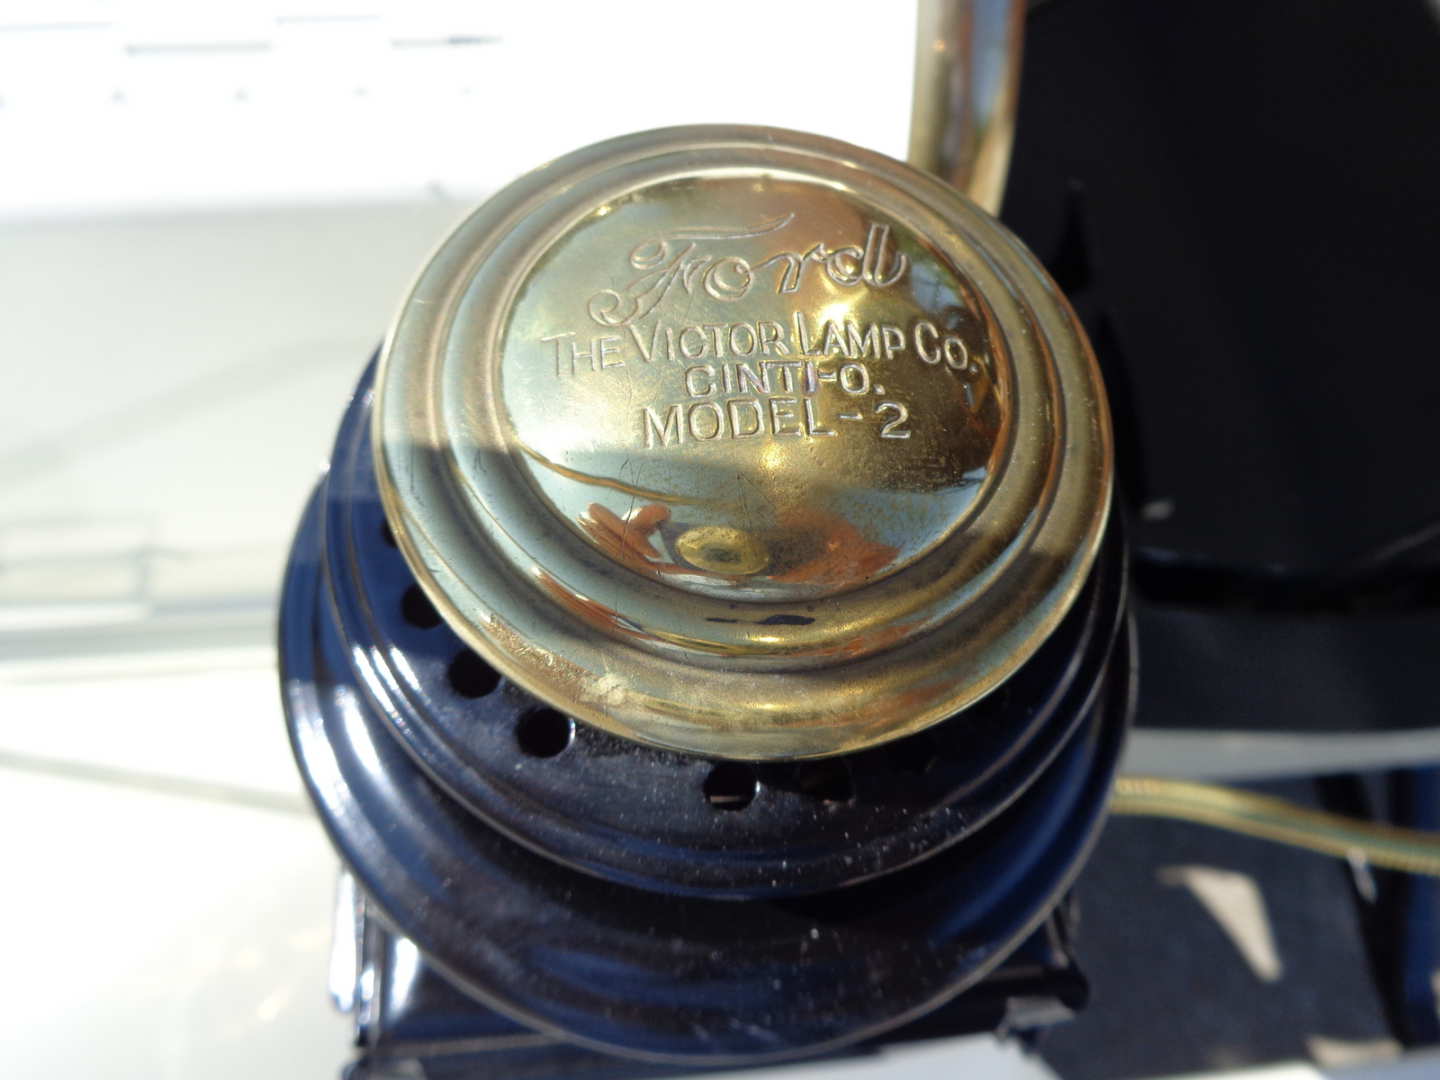 Ford
THE VICTOR LAMP CO.
CINTI-O.
MODEL-2